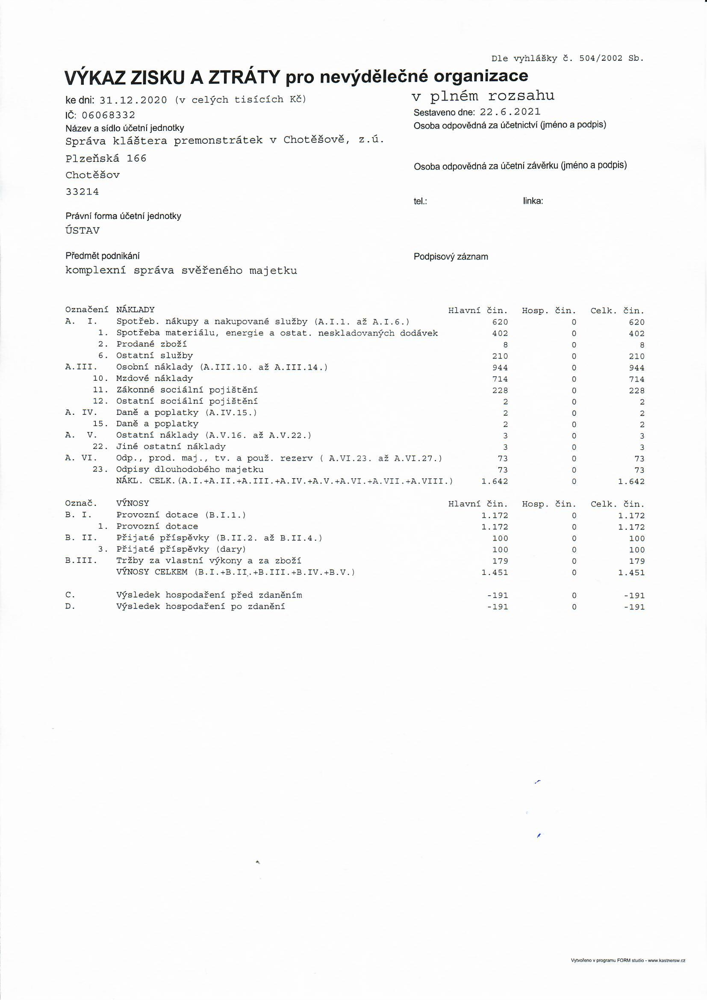 Dle vyhlášky č. 504/2002 Sb.
VÝKAZ ZISKU A ZTRÁTY pro nevýdělečné organizace
ke dni: 31.12.2020 (v celých tisících Kč)
v plném rozsahu
IČ: 06068332
Sestaveno dne: 22.6.2021
Název a sídlo účetní jednotky
Osoba odpovědná za účetnictví (jméno a podpis)
Správa kláštera premonstrátek v Chotěšově, z.ú.
Plzeňská 166
Osoba odpovědná za účetní závěrku (jméno a podpis)
Chotěšov
33214
tel.: linka:
Právní forma účetní jednotky
ÚSTAV
Předmět podnikání
Podpisový záznam
komplexní správa svěřeného majetku
Označení NÁKLADY Hlavní čin. Hosp. čin. Celk. čin.
A. I. Spotřeb. nákupy a nakupované služby (A.I.1. až A.I.6.) 620 0 620
1. Spotřeba materiálu, energie a ostat. neskladovaných dodávek 402 0 402
2. Prodané zboží 8 0 8
6. Ostatní služby 210 0 210
A.III. Osobní náklady (A.III.10. až A.III.14.) 944 0 944
10. Mzdové náklady 714 0 714
11. Zákonné sociální pojištění 228 0 228
12. Ostatní sociální pojištění 2 0 2
A. IV. Daně a poplatky (A.IV.15.) 2 0 2
15. Daně a poplatky 2 0 2
A. V. Ostatní náklady (A.V.16. až A.V.22.) 3 0 3
22. Jiné ostatní náklady 3 0 3
A. VI. Odp., prod. maj., tv. a použ. rezerv ( A.VI.23. až A.VI.27.) 73 0 73
23. Odpisy dlouhodobého majetku 73 0 73
NÁKL. CELK.(A.I.+A.II.+A.III.+A.IV.+A.V.+A.VI.+A.VII.+A.VIII.) 1.642 0 1.642
Označ. VÝNOSY Hlavní čin. Hosp. čin. Celk. čin.
B. I. Provozní dotace (B.I.1.) 1.172 0 1.172
1. Provozní dotace 1.172 0 1.172
B. II. Přijaté příspěvky (B.II.2. až B.II.4.) 100 0 100
3. Přijaté příspěvky (dary) 100 0 100
B.III. Tržby za vlastní výkony a za zboží 179 0 179
VÝNOSY CELKEM (B.I.+B.II.+B.III.+B.IV.+B.V.) 1.451 0 1.451
C. Výsledek hospodaření před zdaněním -191 0 -191
D. Výsledek hospodaření po zdanění -191 0 -191
Vytvořeno v programu FORM studio - www.kastnersw.cz